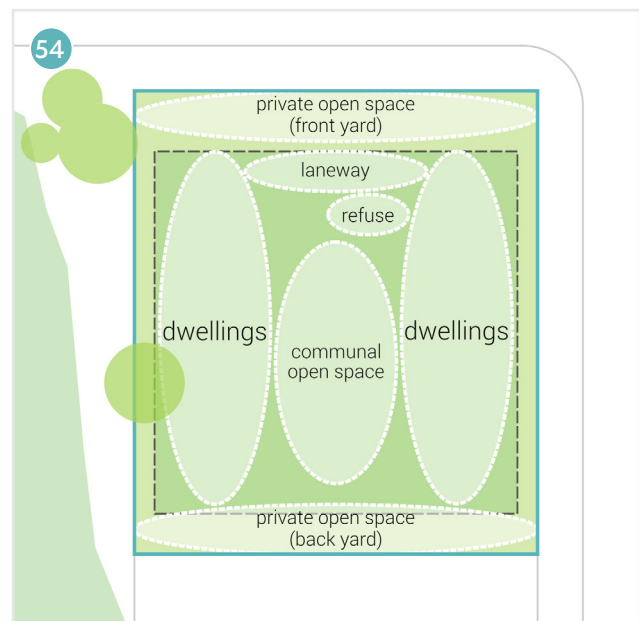 54
private open space
(front yard)
laneway
refuse
dwellings
dwellings
communal
open space
private open space
(back yard)